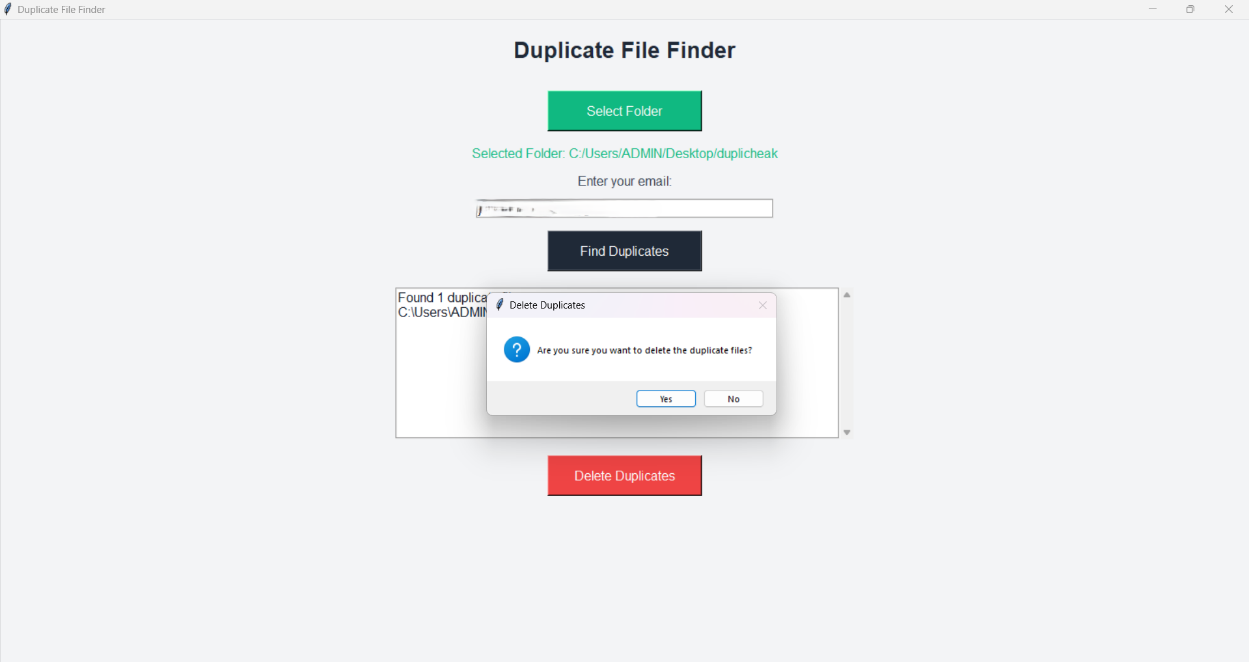 Duplicate File Finder
Duplicate File Finder
Select Folder
Selected Folder: C:/Users/ADMIN/Desktop/duplicheak
Enter your email:
Find Duplicates
Found 1
C:\Users\
Delete Duplicates
Are you sure you want to delete the duplicate files?
Yes No
Delete Duplicates